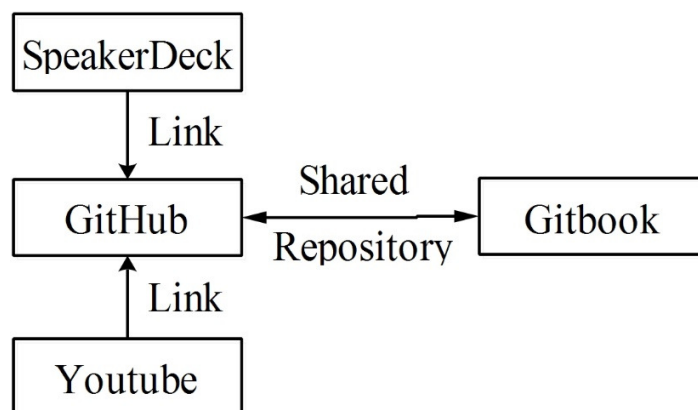 SpeakerDeck
Link
Shared
GitHub
Gitbook
Repository
Link
Youtube